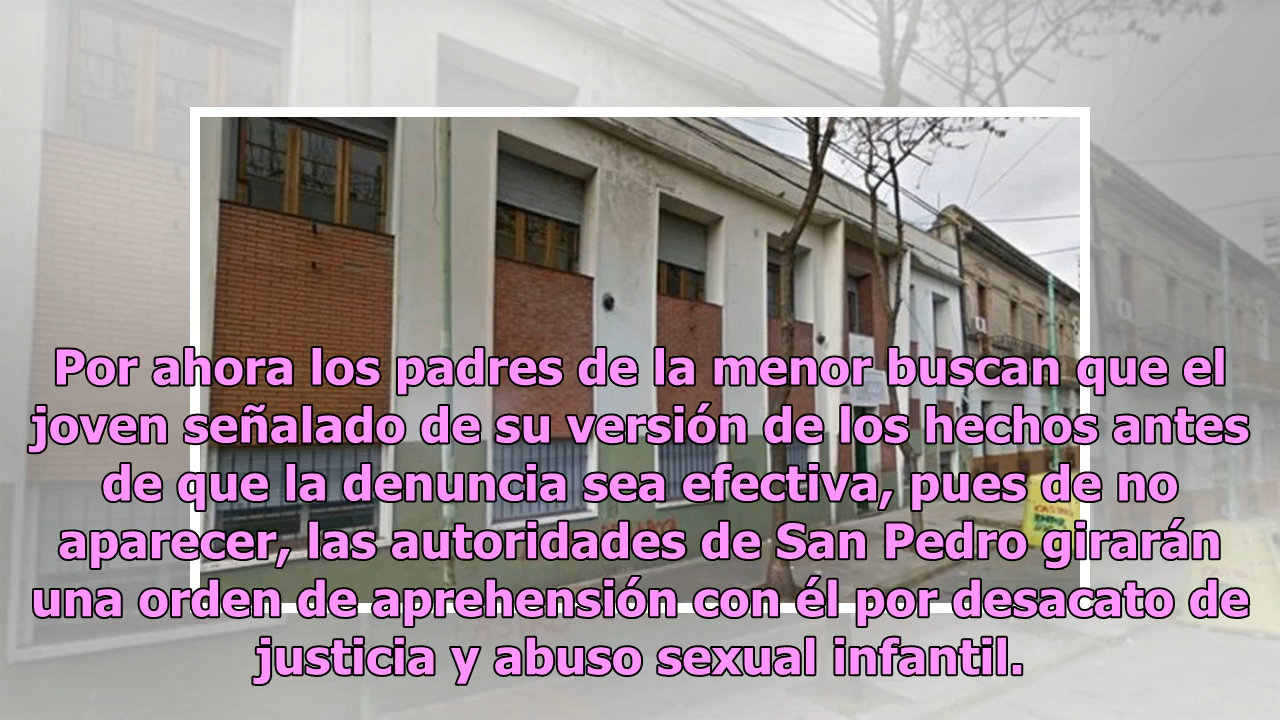 Por ahora los padres de la menor buscan que el
joven señalado de su versión de los hechos antes
de que la denuncia sea efectiva, pues de no
aparecer, las autoridades de San Pedro girarán
una orden de aprehensión con él por desacato de
justicia y abuso sexual infantil.